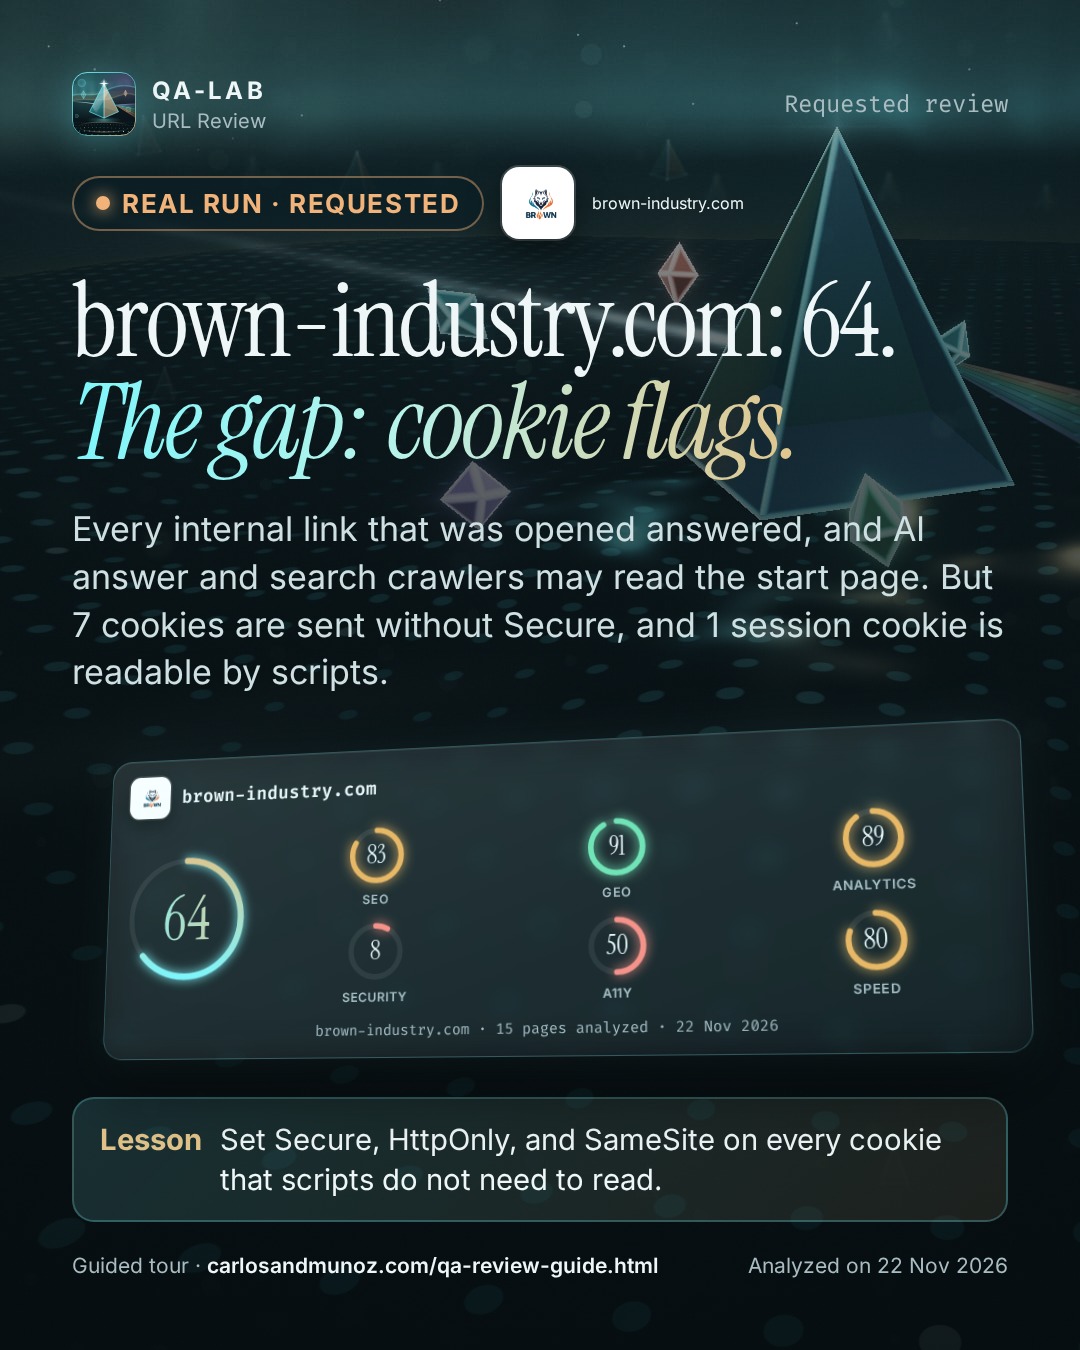 QA-LAB
URL Review
Requested review
REAL RUN · REQUESTED
BROWN
brown-industry.com
brown-industry.com: 64.
The gap: cookie flags.
Every internal link that was opened answered, and AI
answer and search crawlers may read the start page. But
7 cookies are sent without Secure, and 1 session cookie is
readable by scripts.
BROWN
brown-industry.com
64
83
SEO
91
GEO
89
ANALYTICS
8
SECURITY
50
A11Y
80
SPEED
brown-industry.com · 15 pages analyzed · 22 Nov 2026
Lesson
Set Secure, HttpOnly, and SameSite on every cookie
that scripts do not need to read.
Guided tour · carlosandmunoz.com/qa-review-guide.html
Analyzed on 22 Nov 2026